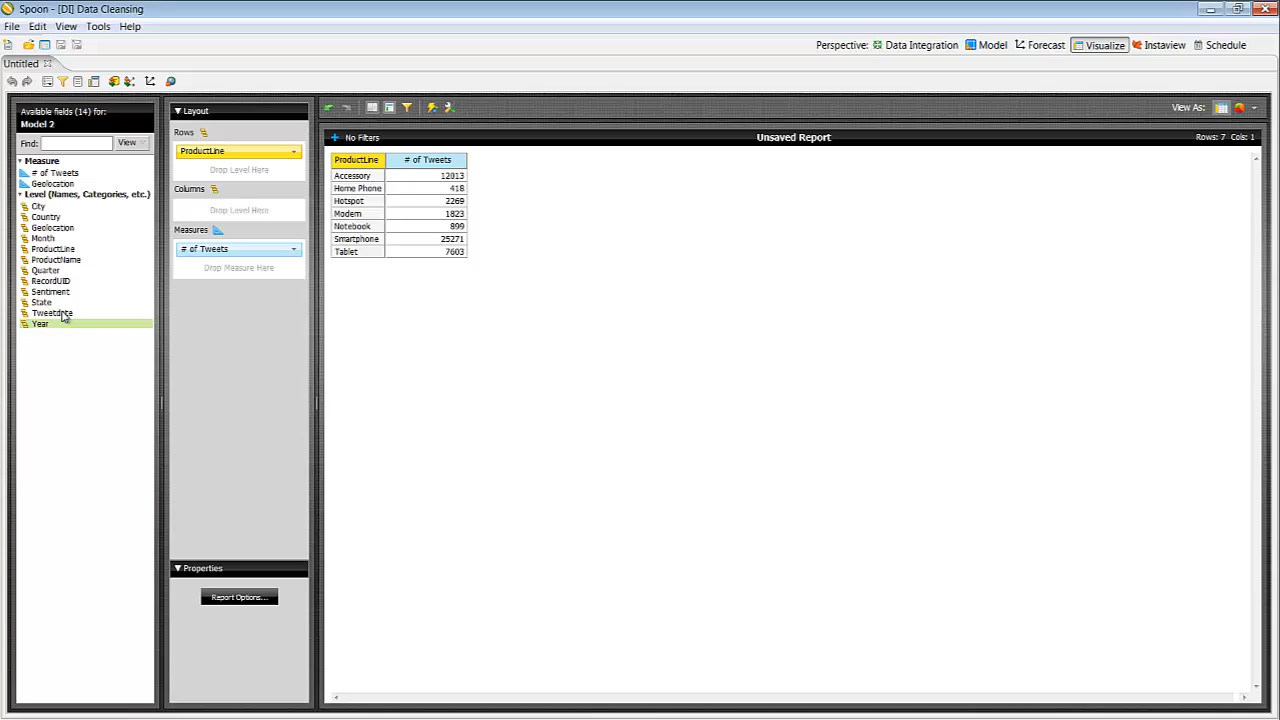 Spoon - [DI] Data Cleansing
File Edit View Tools Help
Perspective: Data Integration Model Forecast Visualize Instaview Schedule
Untitled
Available fields (14) for:
Model 2
Find: View
Measure
# of Tweets
Geolocation
Level (Names, Categories, etc.)
City
Country
Geolocation
Month
ProductLine
ProductName
Quarter
RecordUID
Sentiment
State
Tweetdate
Year
Layout
Rows
ProductLine
Drop Level Here
Columns
Drop Level Here
Measures
# of Tweets
Drop Measure Here
Properties
Report Options...
View As:
No Filters Unsaved Report Rows: 7 Cols: 1
ProductLine # of Tweets
Accessory 12013
Home Phone 418
Hotspot 2269
Modem 1823
Notebook 899
Smartphone 25271
Tablet 7603